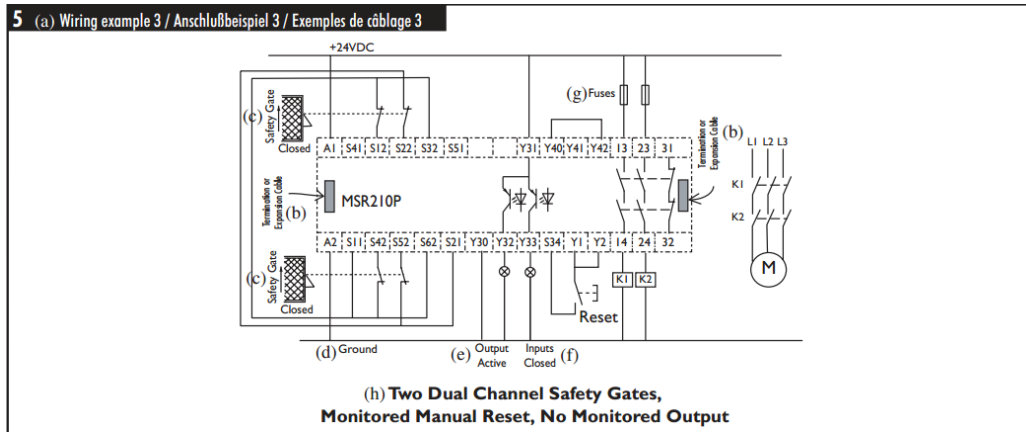 5 (a) Wiring example 3 / Anschlußbeispiel 3 / Exemples de câblage 3
+24VDC
(g) Fuses
(c) Safety Gate
Closed
A1 S41 S12 S22 S32 S51 Y31 Y40 Y41 Y42 13 23 31
Termination or
Expansion Cable
(b)
L1 L2 L3
K1
K2
M
Termination or
Expansion Cable
(b)
MSR210P
A2 S11 S42 S52 S62 S21 Y30 Y32 Y33 S34 Y1 Y2 14 24 32
(c) Safety Gate
Closed
K1 K2
Reset
(d) Ground
(e) Output
Active
Inputs
Closed (f)
(h) Two Dual Channel Safety Gates,
Monitored Manual Reset, No Monitored Output